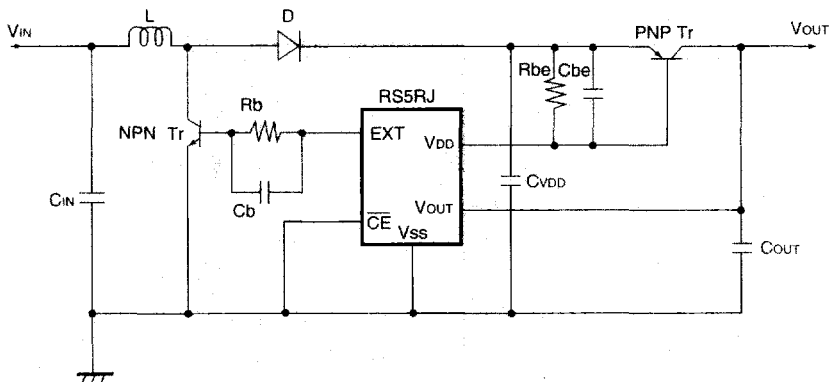 L
D
PNP Tr
VIN
VOUT
Rbe
Cbe
RS5RJ
Rb
NPN Tr
EXT
VDD
CIN
Cb
CVDD
VOUT
CE
VSS
COUT